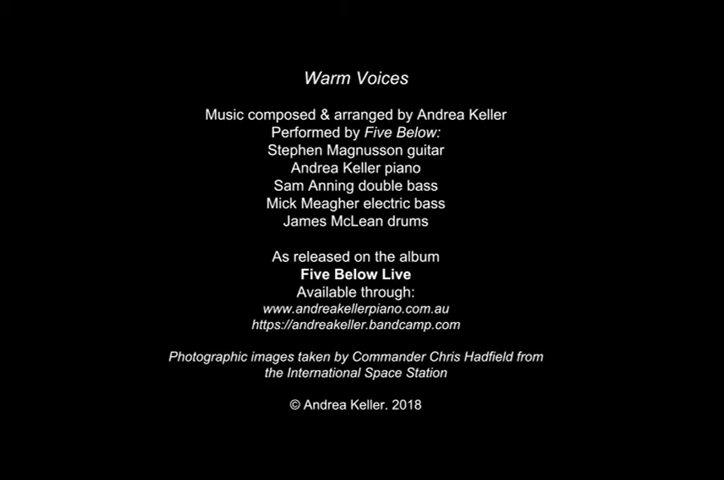 Warm Voices
Music composed & arranged by Andrea Keller
Performed by Five Below:
Stephen Magnusson guitar
Andrea Keller piano
Sam Anning double bass
Mick Meagher electric bass
James McLean drums
As released on the album
Five Below Live
Available through:
www.andreakellerpiano.com.au
https://andreakeller.bandcamp.com
Photographic images taken by Commander Chris Hadfield from
the International Space Station
© Andrea Keller. 2018